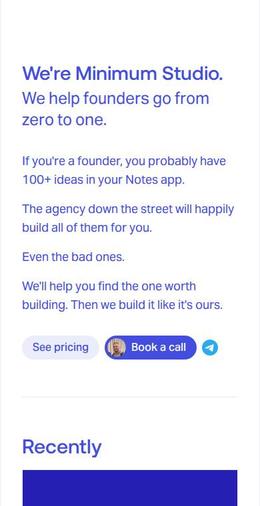 We're Minimum Studio.
We help founders go from
zero to one.
If you're a founder, you probably have
100+ ideas in your Notes app.
The agency down the street will happily
build all of them for you.
Even the bad ones.
We'll help you find the one worth
building. Then we build it like it's ours.
See pricing
Book a call
Recently